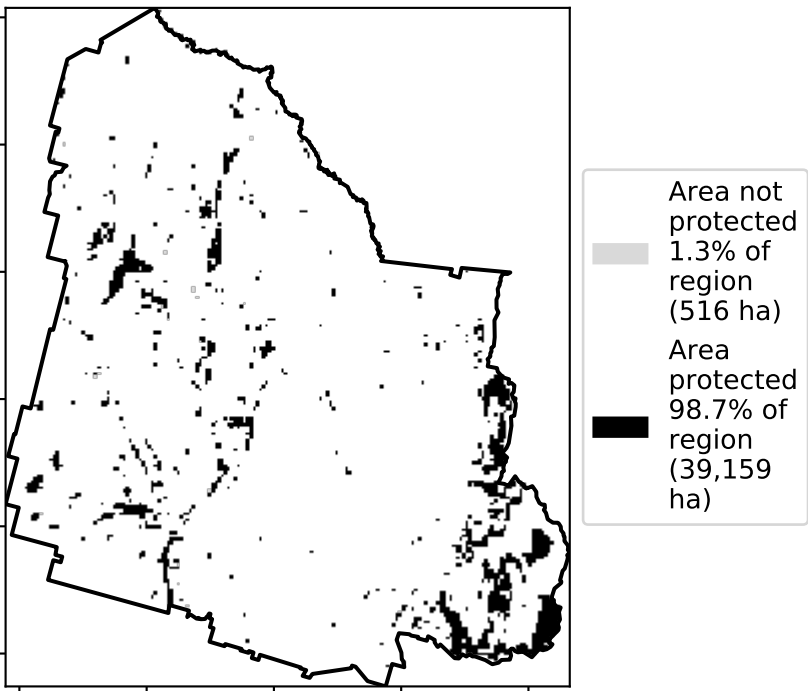 Area not
protected
1.3% of
region
(516 ha)
Area
protected
98.7% of
region
(39,159
ha)